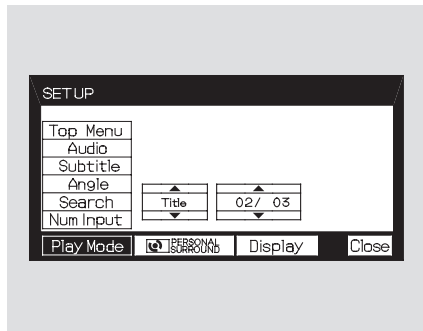 SETUP
Top Menu
Audio
Subtitle
Angle
Search
Num Input
Title
02/ 03
Play Mode
PERSONAL
SURROUND
Display
Close